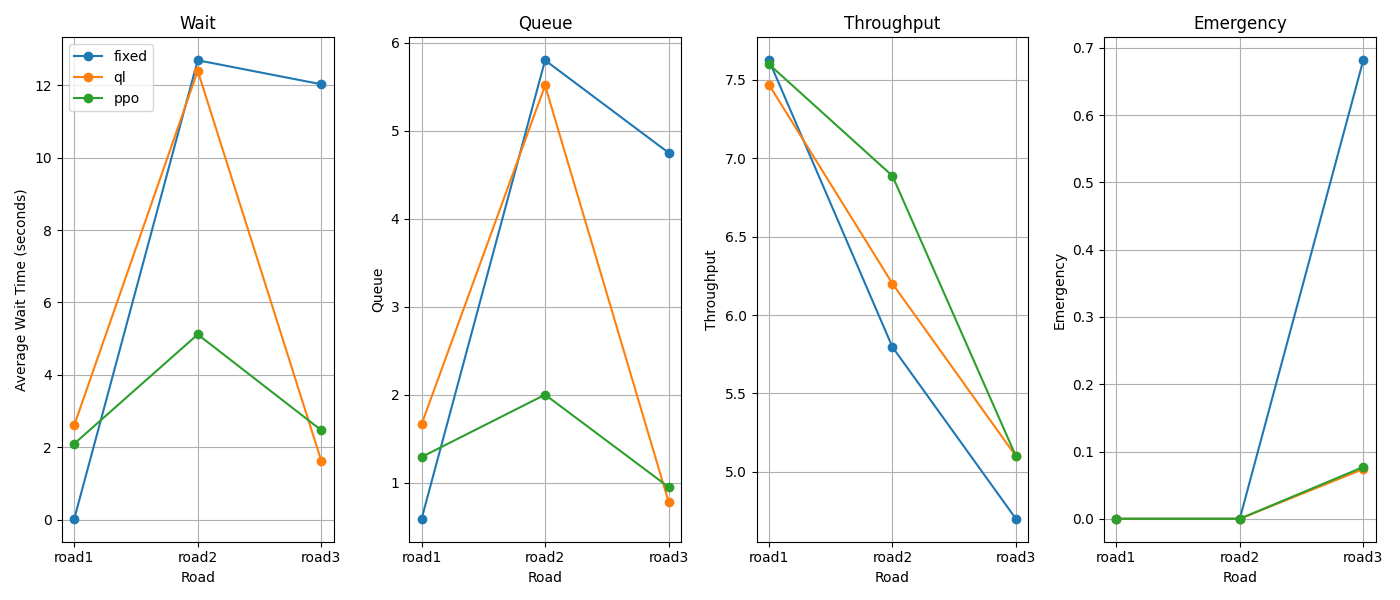 Wait
fixed
ql
ppo
12
10
8
6
4
2
0
Average Wait Time (seconds)
road1 road2 road3
Road
Queue
6
5
4
3
2
1
Queue
road1 road2 road3
Road
Throughput
7.5
7.0
6.5
6.0
5.5
5.0
Throughput
road1 road2 road3
Road
Emergency
0.7
0.6
0.5
0.4
0.3
0.2
0.1
0.0
Emergency
road1 road2 road3
Road